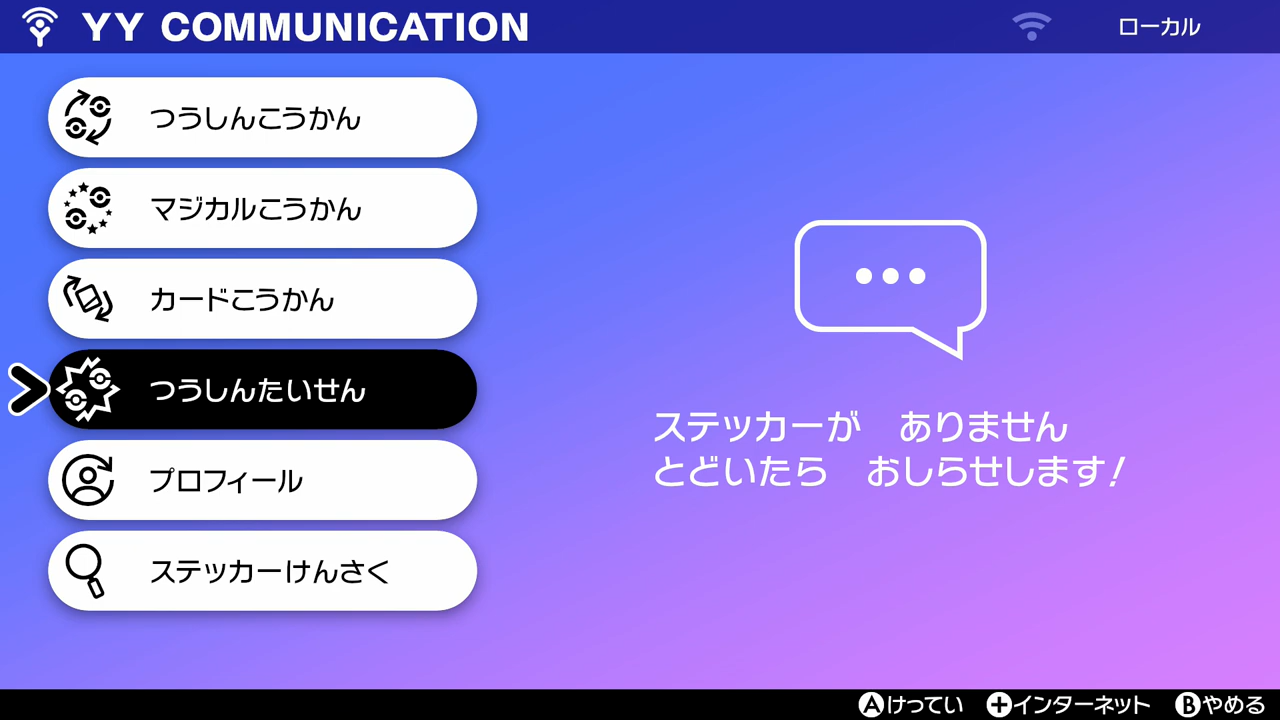 YY COMMUNICATION
ローカル
つうしんこうかん
マジカルこうかん
カードこうかん
つうしんたいせん
プロフィール
ステッカーけんさく
ステッカーが　ありません
とどいたら　おしらせします!
Aけってい +インターネット Bやめる